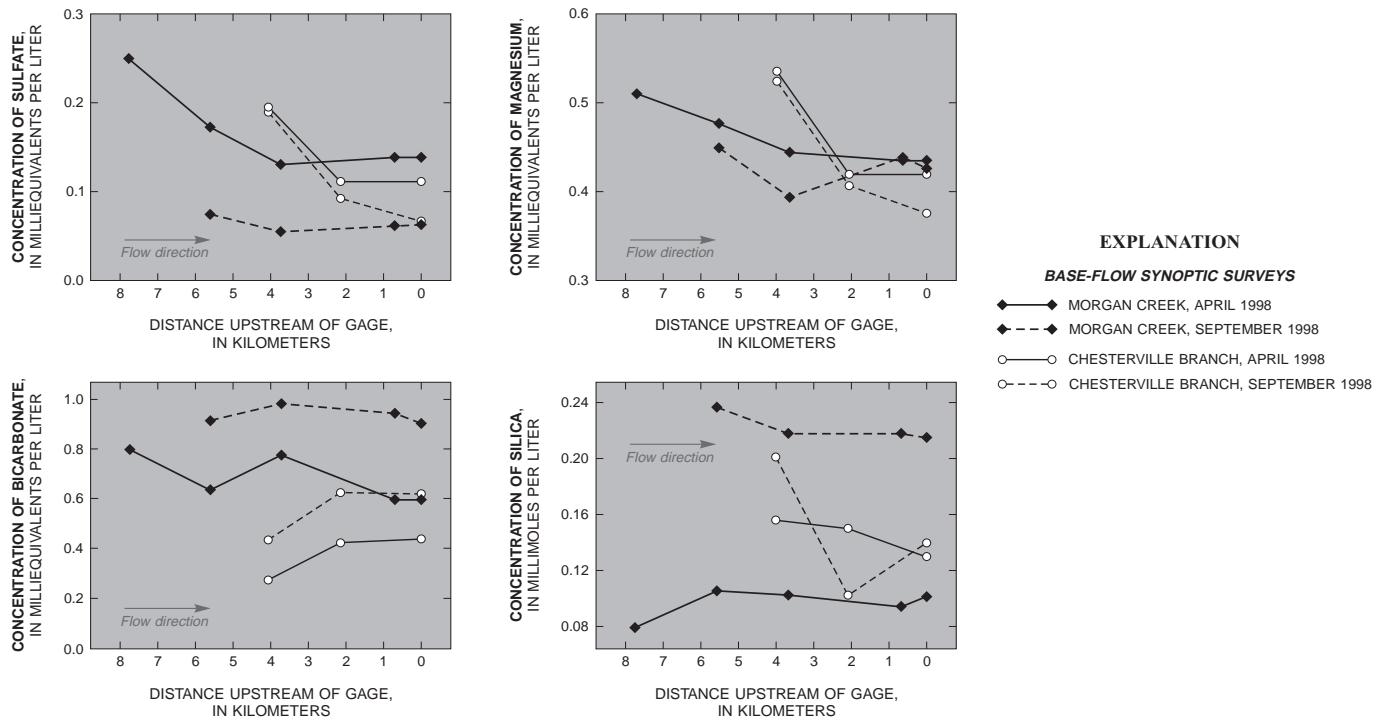 CONCENTRATION OF SULFATE,
IN MILLIEQUIVALENTS PER LITER
0.3
0.2
0.1
0.0
Flow direction
8 7 6 5 4 3 2 1 0
DISTANCE UPSTREAM OF GAGE,
IN KILOMETERS
CONCENTRATION OF MAGNESIUM,
IN MILLIEQUIVALENTS PER LITER
0.6
0.5
0.4
0.3
Flow direction
8 7 6 5 4 3 2 1 0
DISTANCE UPSTREAM OF GAGE,
IN KILOMETERS
EXPLANATION
BASE-FLOW SYNOPTIC SURVEYS
MORGAN CREEK, APRIL 1998
MORGAN CREEK, SEPTEMBER 1998
CHESTERVILLE BRANCH, APRIL 1998
CHESTERVILLE BRANCH, SEPTEMBER 1998
CONCENTRATION OF BICARBONATE,
IN MILLIEQUIVALENTS PER LITER
1.0
0.8
0.6
0.4
0.2
0.0
Flow direction
8 7 6 5 4 3 2 1 0
DISTANCE UPSTREAM OF GAGE,
IN KILOMETERS
CONCENTRATION OF SILICA,
IN MILLIMOLES PER LITER
0.24
0.20
0.16
0.12
0.08
Flow direction
8 7 6 5 4 3 2 1 0
DISTANCE UPSTREAM OF GAGE,
IN KILOMETERS